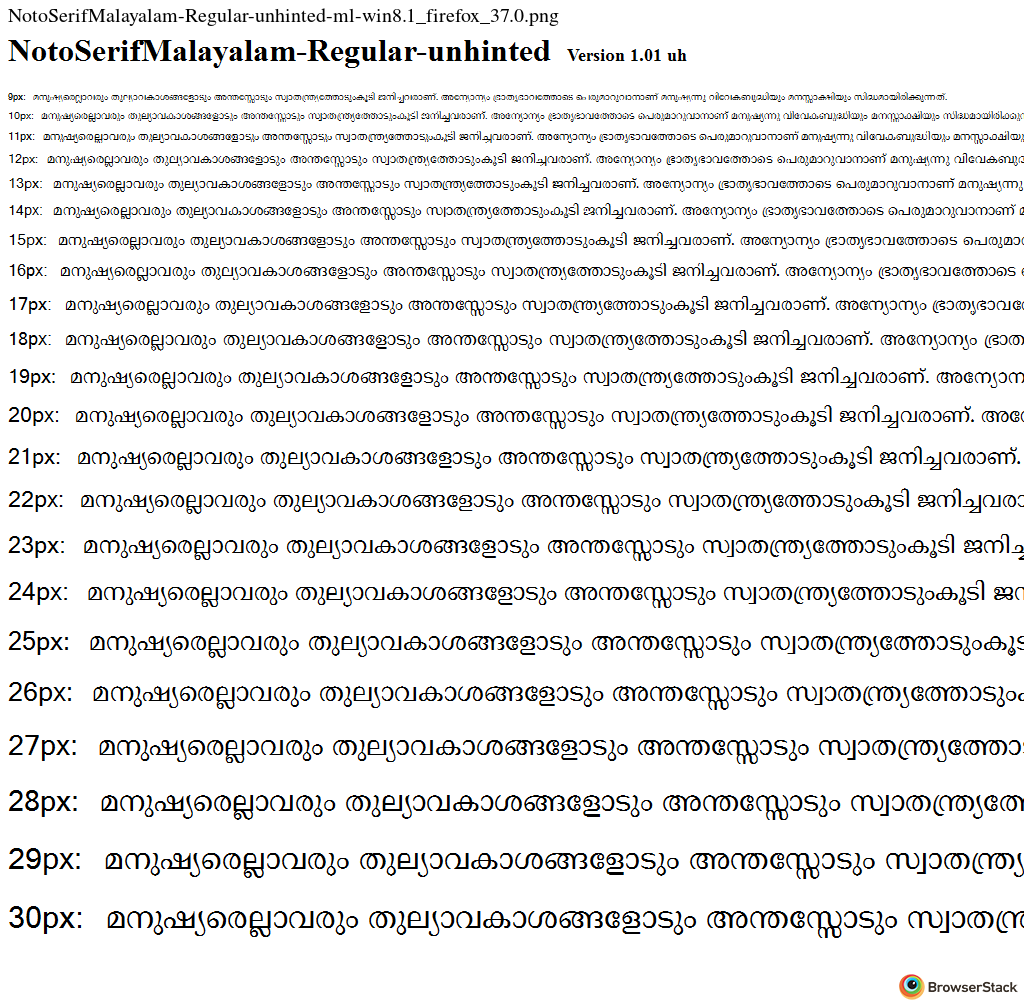 NotoSerifMalayalam-Regular-unhinted-ml-win8.1_firefox_37.0.png
NotoSerifMalayalam-Regular-unhinted Version 1.01 uh
9px: മനുഷ്യരെല്ലാവരും തുല്യാവകാശങ്ങളോടും അന്തസ്സോടും സ്വാതന്ത്ര്യത്തോടുംകൂടി ജനിച്ചവരാണ്. അന്യോന്യം ഭ്രാതൃഭാവത്തോടെ പെരുമാറുവാനാണ് മനുഷ്യന്നു വിവേകബുദ്ധിയും മനസ്സാക്ഷിയും സിദ്ധമായിരിക്കുന്നത്.
10px: മനുഷ്യരെല്ലാവരും തുല്യാവകാശങ്ങളോടും അന്തസ്സോടും സ്വാതന്ത്ര്യത്തോടുംകൂടി ജനിച്ചവരാണ്. അന്യോന്യം ഭ്രാതൃഭാവത്തോടെ പെരുമാറുവാനാണ് മനുഷ്യന്നു വിവേകബുദ്ധിയും മനസ്സാക്ഷിയും സിദ്ധമായിരിക്കുന
11px: മനുഷ്യരെല്ലാവരും തുല്യാവകാശങ്ങളോടും അന്തസ്സോടും സ്വാതന്ത്ര്യത്തോടുംകൂടി ജനിച്ചവരാണ്. അന്യോന്യം ഭ്രാതൃഭാവത്തോടെ പെരുമാറുവാനാണ് മനുഷ്യന്നു വിവേകബുദ്ധിയും മനസ്സാക്ഷിയു
12px: മനുഷ്യരെല്ലാവരും തുല്യാവകാശങ്ങളോടും അന്തസ്സോടും സ്വാതന്ത്ര്യത്തോടുംകൂടി ജനിച്ചവരാണ്. അന്യോന്യം ഭ്രാതൃഭാവത്തോടെ പെരുമാറുവാനാണ് മനുഷ്യന്നു വിവേകബുദ
13px: മനുഷ്യരെല്ലാവരും തുല്യാവകാശങ്ങളോടും അന്തസ്സോടും സ്വാതന്ത്ര്യത്തോടുംകൂടി ജനിച്ചവരാണ്. അന്യോന്യം ഭ്രാതൃഭാവത്തോടെ പെരുമാറുവാനാണ് മനുഷ്യന്നു
14px: മനുഷ്യരെല്ലാവരും തുല്യാവകാശങ്ങളോടും അന്തസ്സോടും സ്വാതന്ത്ര്യത്തോടുംകൂടി ജനിച്ചവരാണ്. അന്യോന്യം ഭ്രാതൃഭാവത്തോടെ പെരുമാറുവാനാണ് മ
15px: മനുഷ്യരെല്ലാവരും തുല്യാവകാശങ്ങളോടും അന്തസ്സോടും സ്വാതന്ത്ര്യത്തോടുംകൂടി ജനിച്ചവരാണ്. അന്യോന്യം ഭ്രാതൃഭാവത്തോടെ പെരുമാ
16px: മനുഷ്യരെല്ലാവരും തുല്യാവകാശങ്ങളോടും അന്തസ്സോടും സ്വാതന്ത്ര്യത്തോടുംകൂടി ജനിച്ചവരാണ്. അന്യോന്യം ഭ്രാതൃഭാവത്തോടെ
17px: മനുഷ്യരെല്ലാവരും തുല്യാവകാശങ്ങളോടും അന്തസ്സോടും സ്വാതന്ത്ര്യത്തോടുംകൂടി ജനിച്ചവരാണ്. അന്യോന്യം ഭ്രാതൃഭാവ
18px: മനുഷ്യരെല്ലാവരും തുല്യാവകാശങ്ങളോടും അന്തസ്സോടും സ്വാതന്ത്ര്യത്തോടുംകൂടി ജനിച്ചവരാണ്. അന്യോന്യം ഭ്രാത
19px: മനുഷ്യരെല്ലാവരും തുല്യാവകാശങ്ങളോടും അന്തസ്സോടും സ്വാതന്ത്ര്യത്തോടുംകൂടി ജനിച്ചവരാണ്. അന്യോന
20px: മനുഷ്യരെല്ലാവരും തുല്യാവകാശങ്ങളോടും അന്തസ്സോടും സ്വാതന്ത്ര്യത്തോടുംകൂടി ജനിച്ചവരാണ്. അ
21px: മനുഷ്യരെല്ലാവരും തുല്യാവകാശങ്ങളോടും അന്തസ്സോടും സ്വാതന്ത്ര്യത്തോടുംകൂടി ജനിച്ചവരാണ്.
22px: മനുഷ്യരെല്ലാവരും തുല്യാവകാശങ്ങളോടും അന്തസ്സോടും സ്വാതന്ത്ര്യത്തോടുംകൂടി ജനിച്ചവരാ
23px: മനുഷ്യരെല്ലാവരും തുല്യാവകാശങ്ങളോടും അന്തസ്സോടും സ്വാതന്ത്ര്യത്തോടുംകൂടി ജനിച്ച
24px: മനുഷ്യരെല്ലാവരും തുല്യാവകാശങ്ങളോടും അന്തസ്സോടും സ്വാതന്ത്ര്യത്തോടുംകൂടി ജന
25px: മനുഷ്യരെല്ലാവരും തുല്യാവകാശങ്ങളോടും അന്തസ്സോടും സ്വാതന്ത്ര്യത്തോടുംകൂട
26px: മനുഷ്യരെല്ലാവരും തുല്യാവകാശങ്ങളോടും അന്തസ്സോടും സ്വാതന്ത്ര്യത്തോടും
27px: മനുഷ്യരെല്ലാവരും തുല്യാവകാശങ്ങളോടും അന്തസ്സോടും സ്വാതന്ത്ര്യത്തോ
28px: മനുഷ്യരെല്ലാവരും തുല്യാവകാശങ്ങളോടും അന്തസ്സോടും സ്വാതന്ത്ര്യത്തേ
29px: മനുഷ്യരെല്ലാവരും തുല്യാവകാശങ്ങളോടും അന്തസ്സോടും സ്വാതന്ത്ര്യ
30px: മനുഷ്യരെല്ലാവരും തുല്യാവകാശങ്ങളോടും അന്തസ്സോടും സ്വാതന്ത്ര
BrowserStack